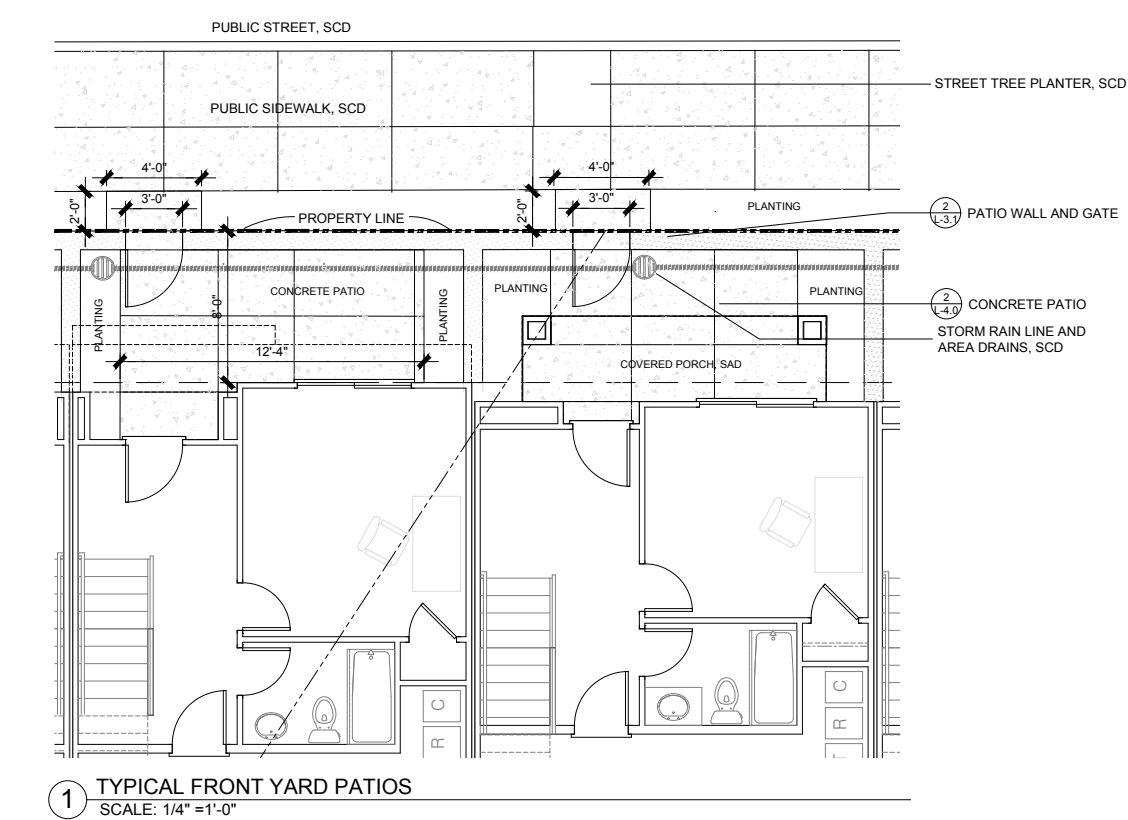 PUBLIC STREET, SCD
STREET TREE PLANTER, SCD
PUBLIC SIDEWALK, SCD
4'-0"
4'-0"
3'-0"
3'-0"
2'-0"
2'-0"
PROPERTY LINE
PLANTING
2
L-3.1
PATIO WALL AND GATE
CONCRETE PATIO
PLANTING
PLANTING
PLANTING
PLANTING
8'-0"
2
L-4.0
CONCRETE PATIO
STORM RAIN LINE AND
AREA DRAINS, SCD
12'-4"
COVERED PORCH, SAD
C
R
C
R
1
TYPICAL FRONT YARD PATIOS
SCALE: 1/4" =1'-0"